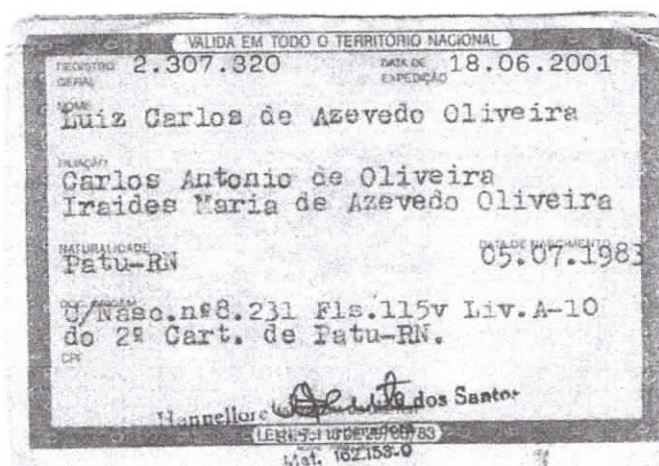 VALIDA EM TODO O TERRITÓRIO NACIONAL
REGISTRO GERAL 2.307.320 DATA DE EXPEDIÇÃO 18.06.2001
NOME
Luiz Carlos de Azevedo Oliveira
FILIAÇÃO
Carlos Antonio de Oliveira
Iraides Maria de Azevedo Oliveira
NATURALIDADE DATA DE NASCIMENTO
Patu-RN 05.07.1983
DOC. ORIGEM
C/Nasc.nº8.231 Fls.115v Liv.A-10
do 2º Cart. de Patu-RN.
CPF
Hannellore dos Santos
Mat. 162.153-0